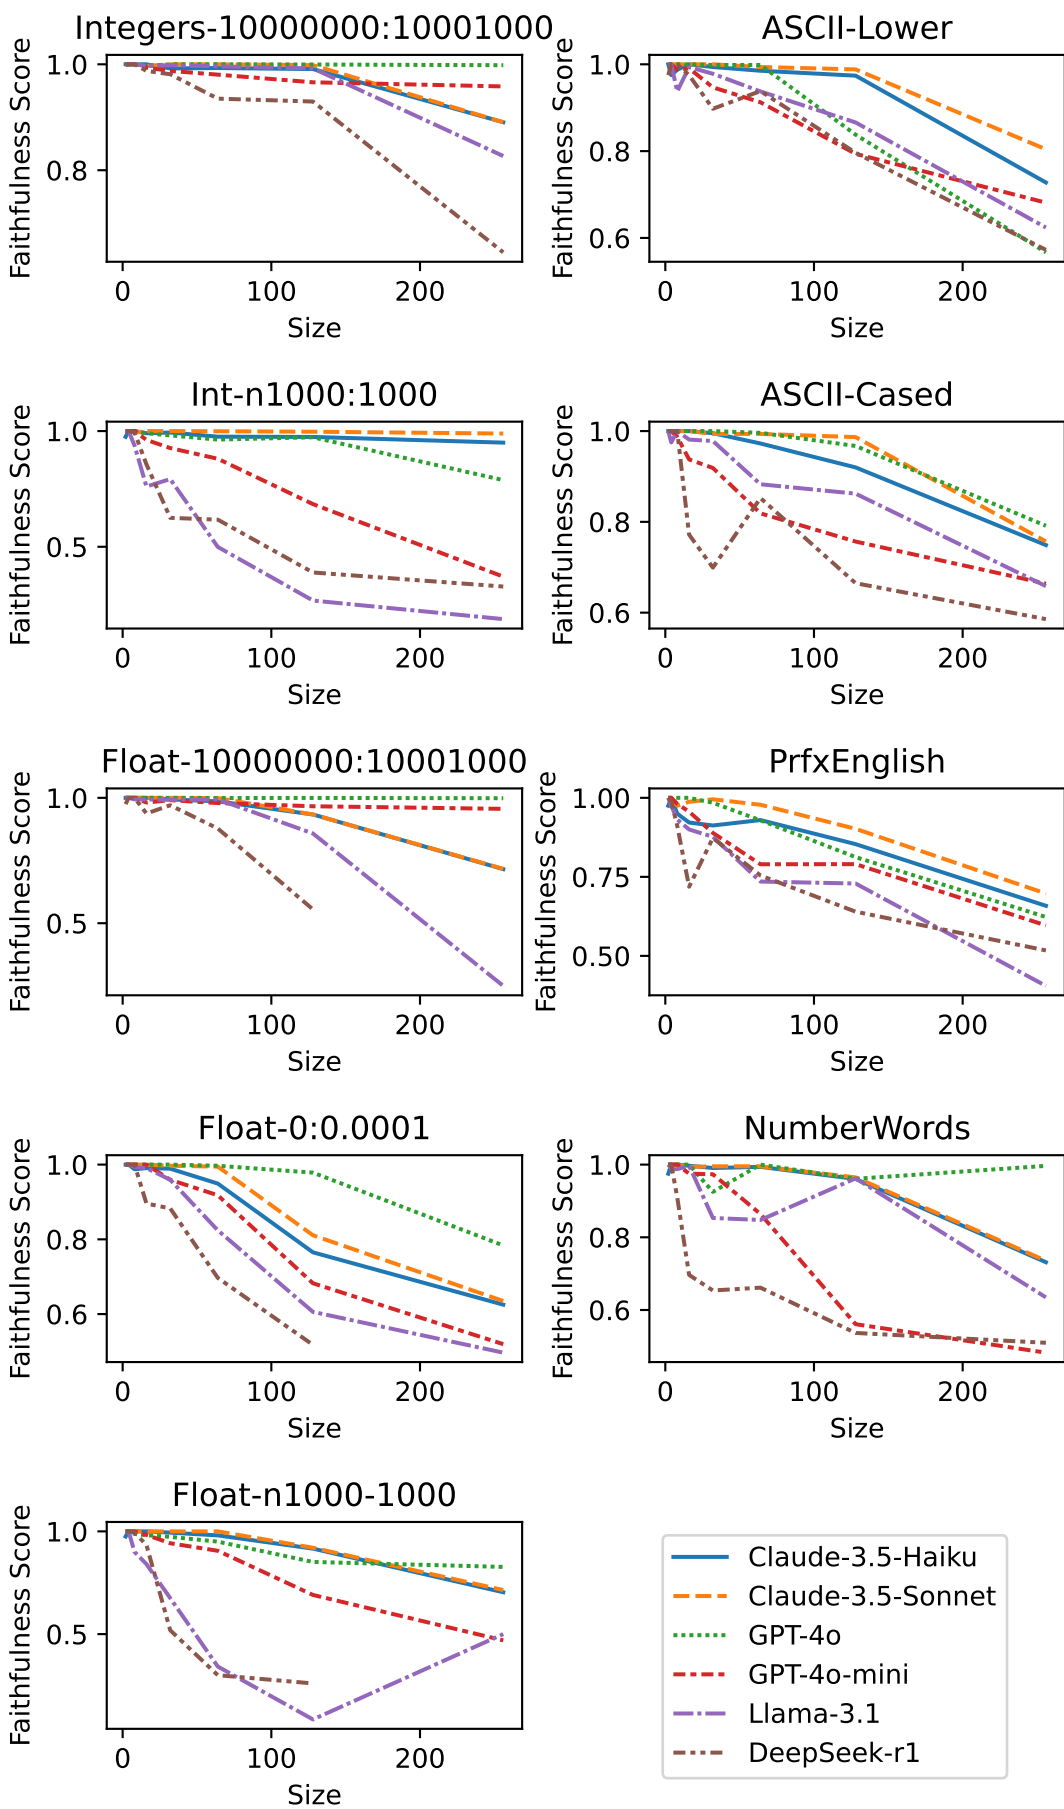 Integers-10000000:10001000
Faithfulness Score
1.0
0.8
0 100 200
Size
ASCII-Lower
Faithfulness Score
1.0
0.8
0.6
0 100 200
Size
Int-n1000:1000
Faithfulness Score
1.0
0.5
0 100 200
Size
ASCII-Cased
Faithfulness Score
1.0
0.8
0.6
0 100 200
Size
Float-10000000:10001000
Faithfulness Score
1.0
0.5
0 100 200
Size
PrfxEnglish
Faithfulness Score
1.00
0.75
0.50
0 100 200
Size
Float-0:0.0001
Faithfulness Score
1.0
0.8
0.6
0 100 200
Size
NumberWords
Faithfulness Score
1.0
0.8
0.6
0 100 200
Size
Float-n1000-1000
Faithfulness Score
1.0
0.5
0 100 200
Size
Claude-3.5-Haiku
Claude-3.5-Sonnet
GPT-4o
GPT-4o-mini
Llama-3.1
DeepSeek-r1